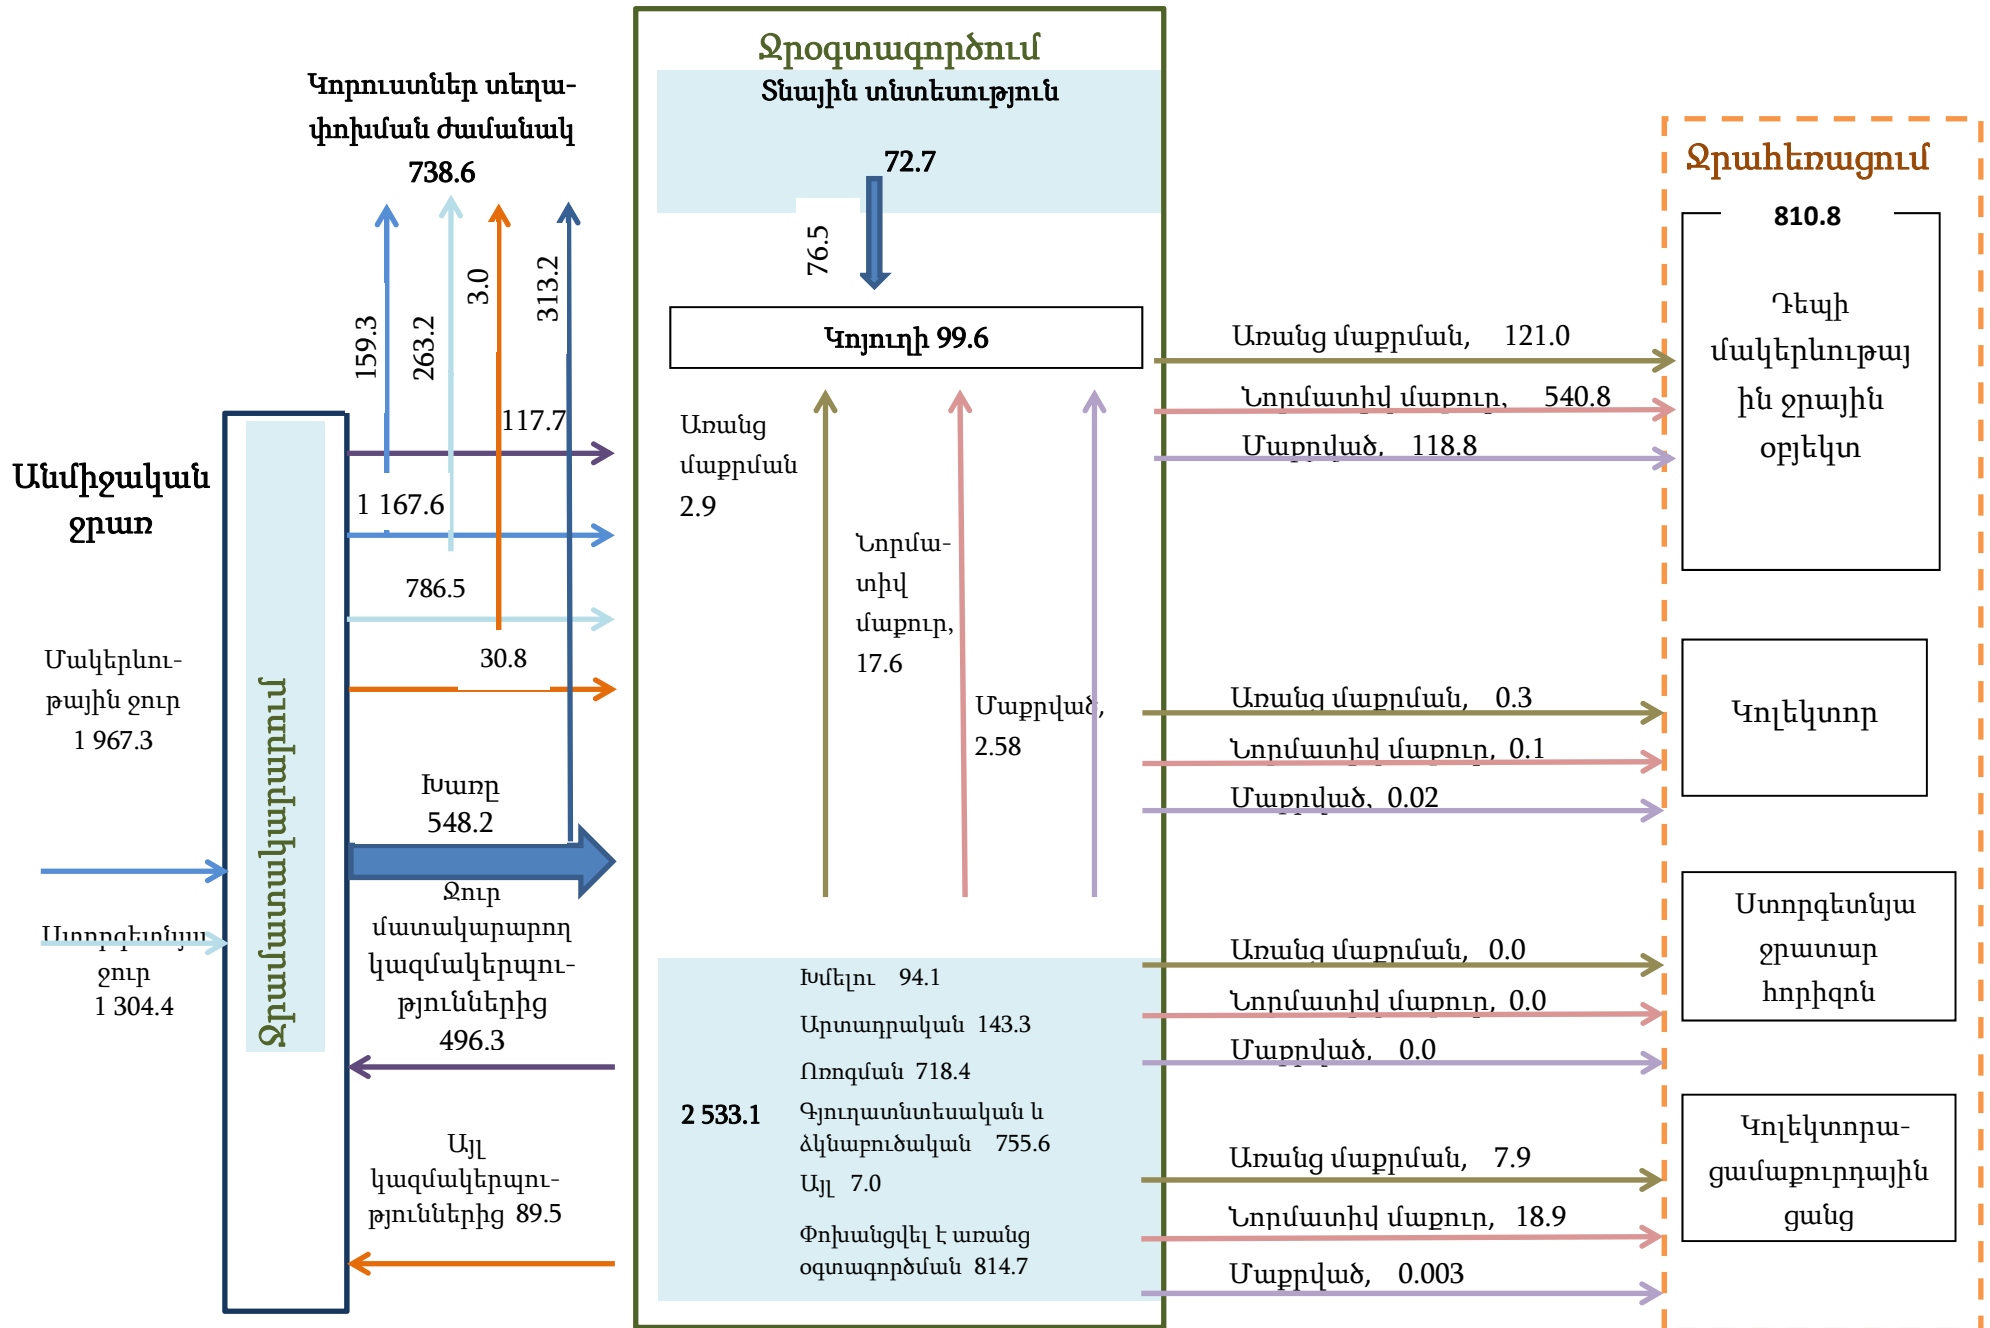 Ջրօգտագործում
Տնային տնտեսություն
72.7
76.5
Կոյուղի 99.6
Կորուստներ տեղա-
փոխման ժամանակ
738.6
159.3
263.2
3.0
313.2
117.7
1 167.6
786.5
30.8
Անմիջական
ջրառ
Մակերևու-
թային ջուր
1 967.3
Ստորգետնյա
ջուր
1 304.4
Ջրամատակարարում
Խառը
548.2
Ջուր
մատակարարող
կազմակերպու-
թյուններից
496.3
Այլ
կազմակերպու-
թյուններից 89.5
Առանց
մաքրման
2.9
Նորմա-
տիվ
մաքուր,
17.6
Մաքրված,
2.58
2 533.1
Խմելու 94.1
Արտադրական 143.3
Ոռոգման 718.4
Գյուղատնտեսական և
ձկնաբուծական 755.6
Այլ 7.0
Փոխանցվել է առանց
օգտագործման 814.7
Առանց մաքրման, 121.0
Նորմատիվ մաքուր, 540.8
Մաքրված, 118.8
Առանց մաքրման, 0.3
Նորմատիվ մաքուր, 0.1
Մաքրված, 0.02
Առանց մաքրման, 0.0
Նորմատիվ մաքուր, 0.0
Մաքրված, 0.0
Առանց մաքրման, 7.9
Նորմատիվ մաքուր, 18.9
Մաքրված, 0.003
Ջրահեռացում
810.8
Դեպի
մակերևութայ
ին ջրային
օբյեկտ
Կոլեկտոր
Ստորգետնյա
ջրատար
հորիզոն
Կոլեկտորա-
ցամաքուրդային
ցանց